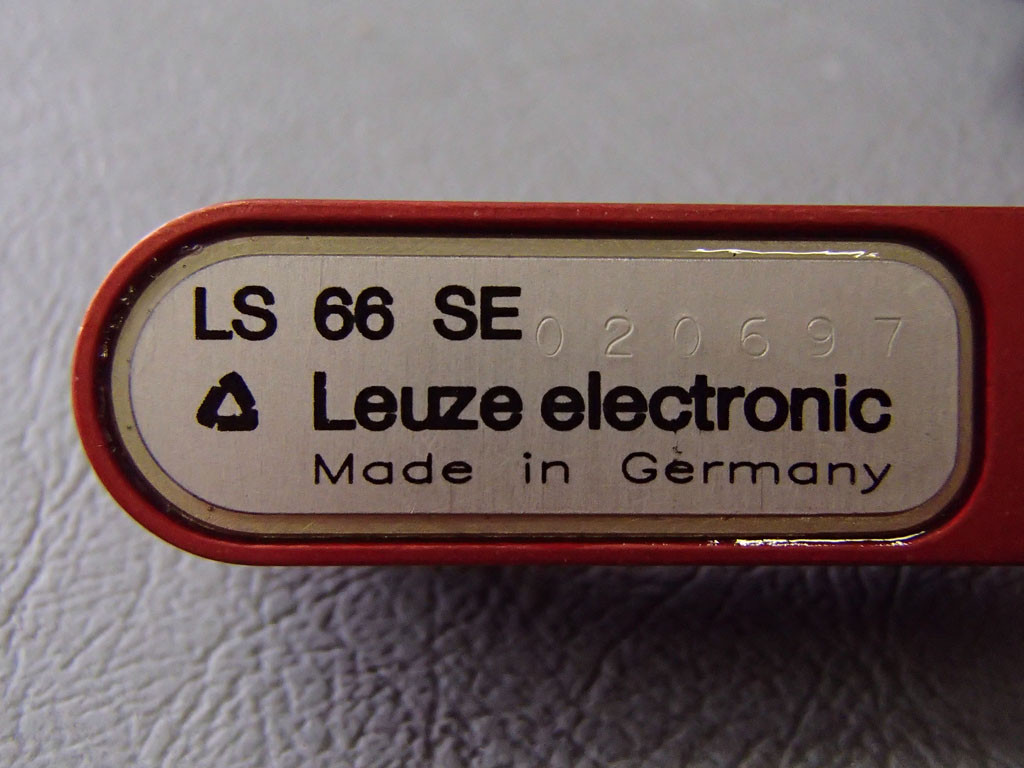 LS 66 SE 020697
Leuze electronic
Made in Germany